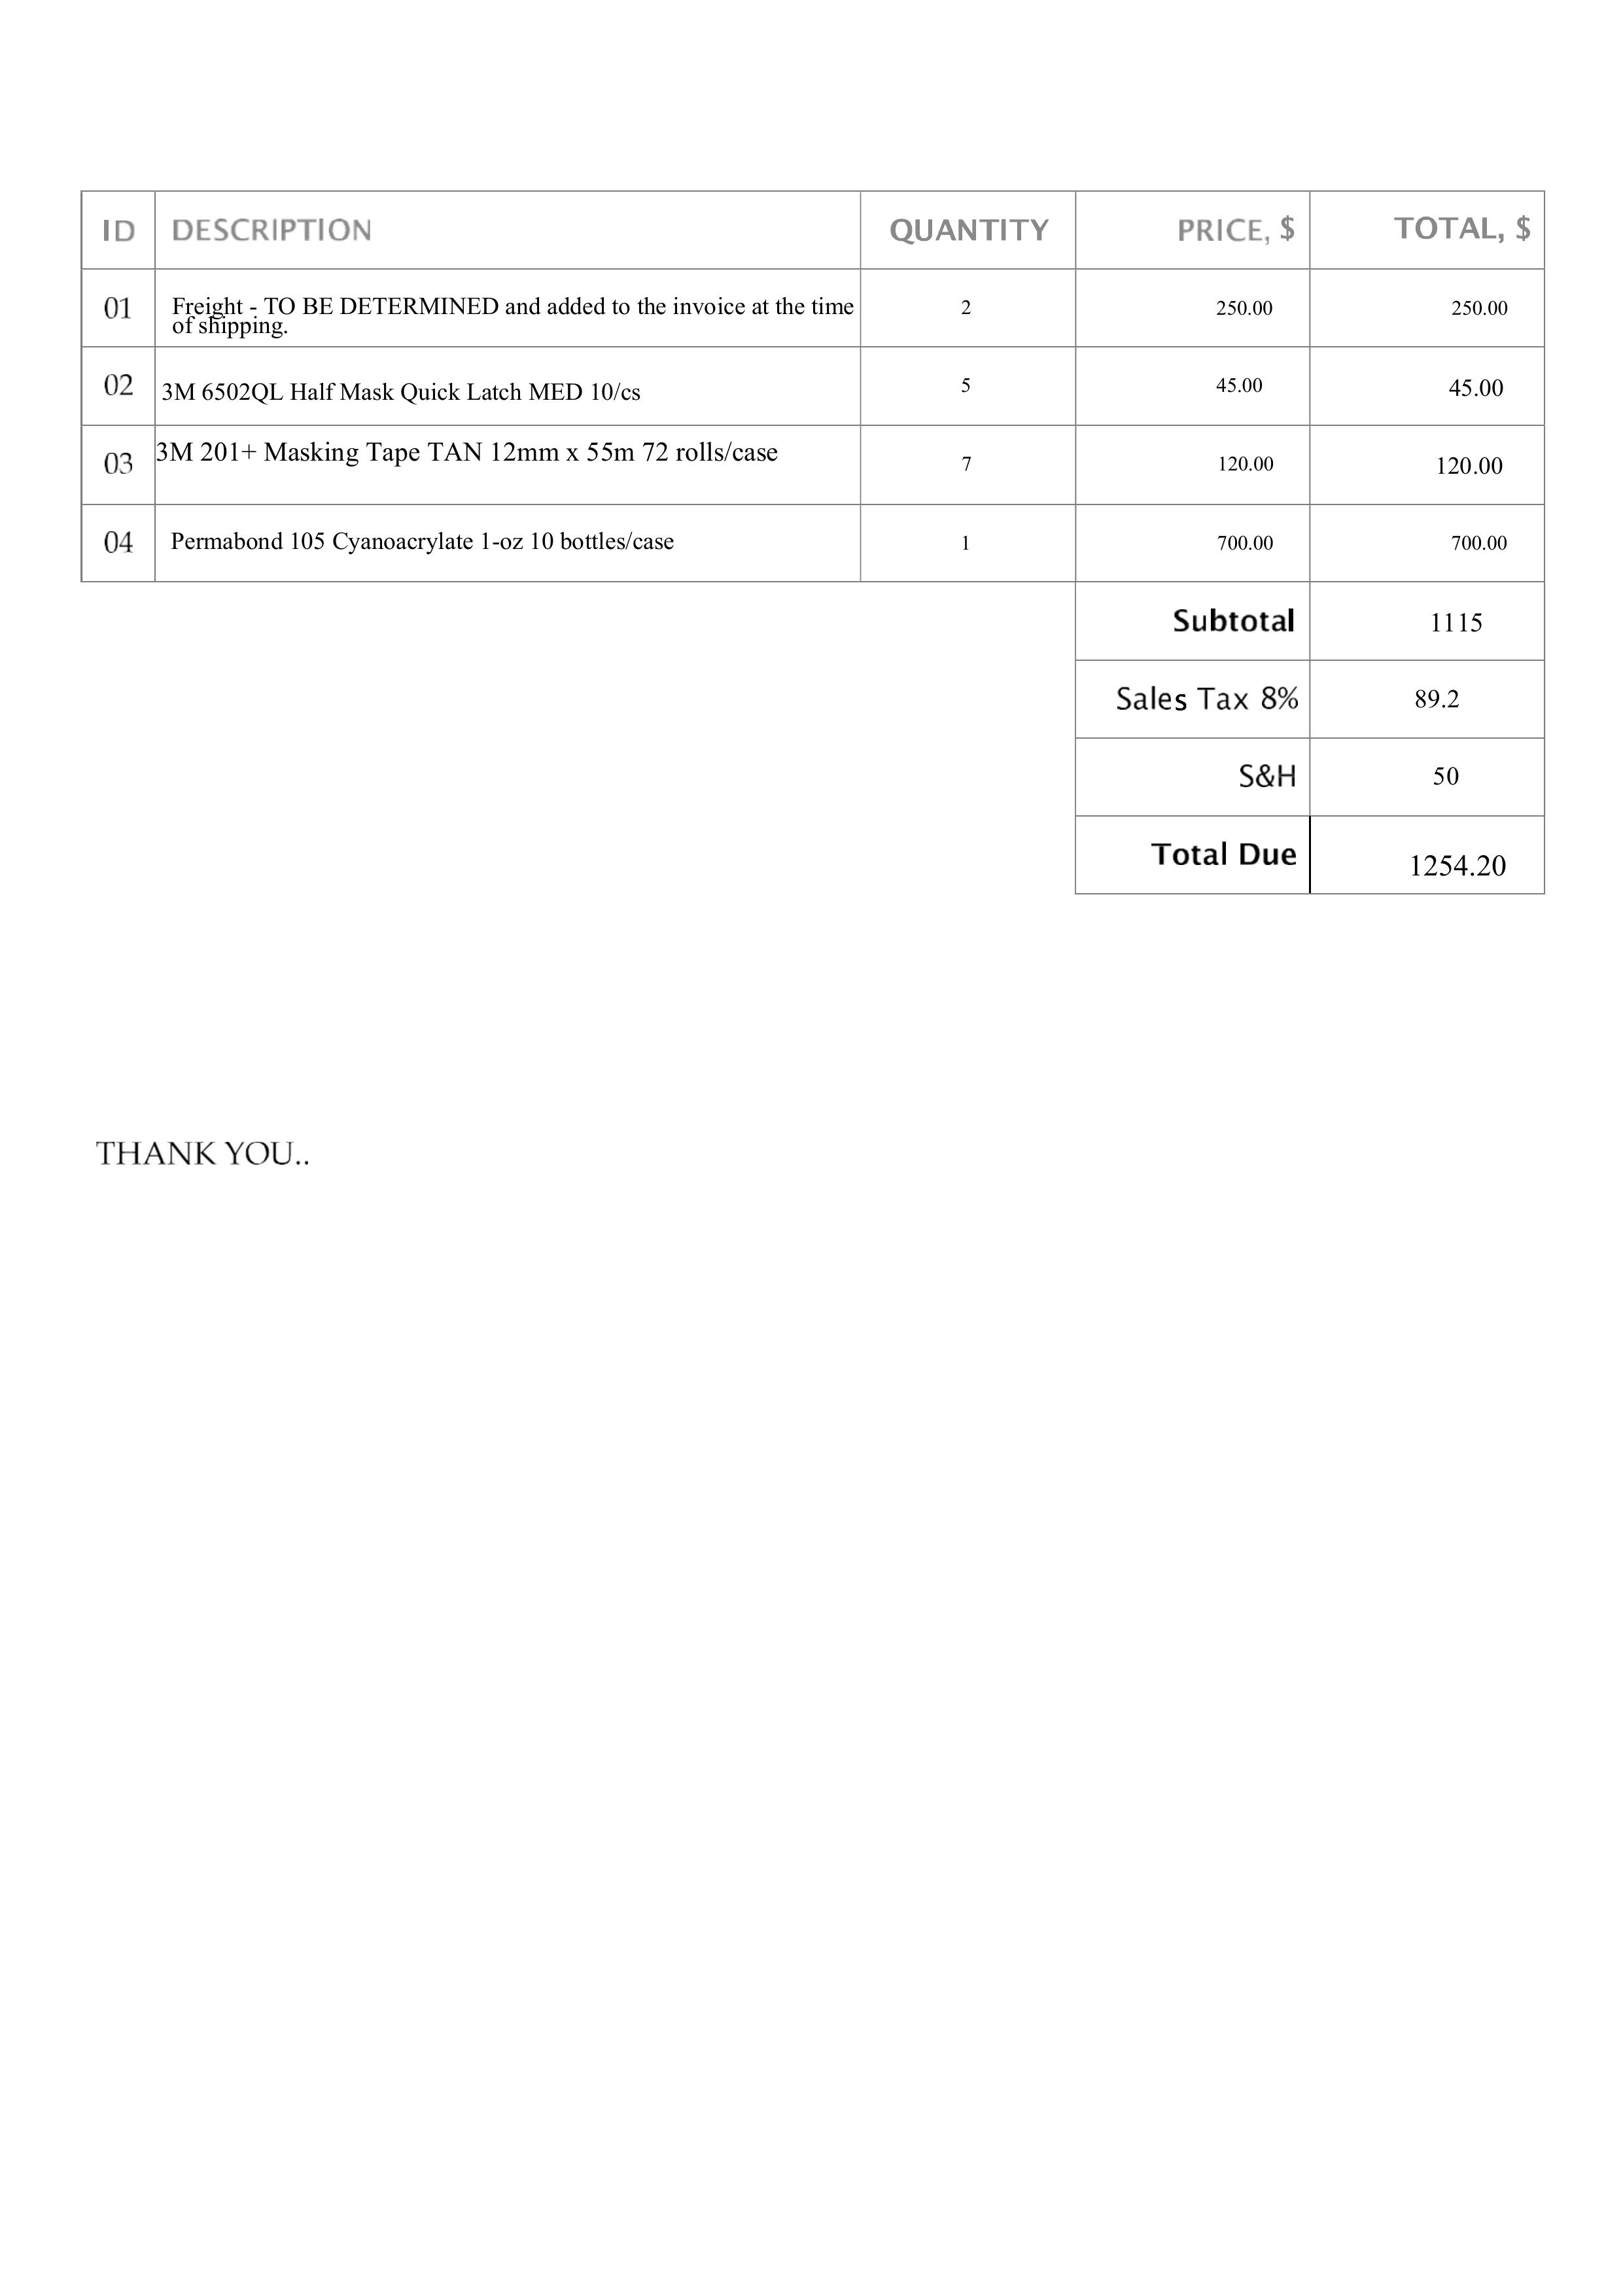 ID DESCRIPTION QUANTITY PRICE, $ TOTAL, $
01 Freight - TO BE DETERMINED and added to the invoice at the time 2 250.00 250.00
of shipping.
02 3M 6502QL Half Mask Quick Latch MED 10/cs 5 45.00 45.00
03 3M 201+ Masking Tape TAN 12mm x 55m 72 rolls/case 7 120.00 120.00
04 Permabond 105 Cyanoacrylate 1-oz 10 bottles/case 1 700.00 700.00
Subtotal 1115
Sales Tax 8% 89.2
S&H 50
Total Due 1254.20
THANK YOU..